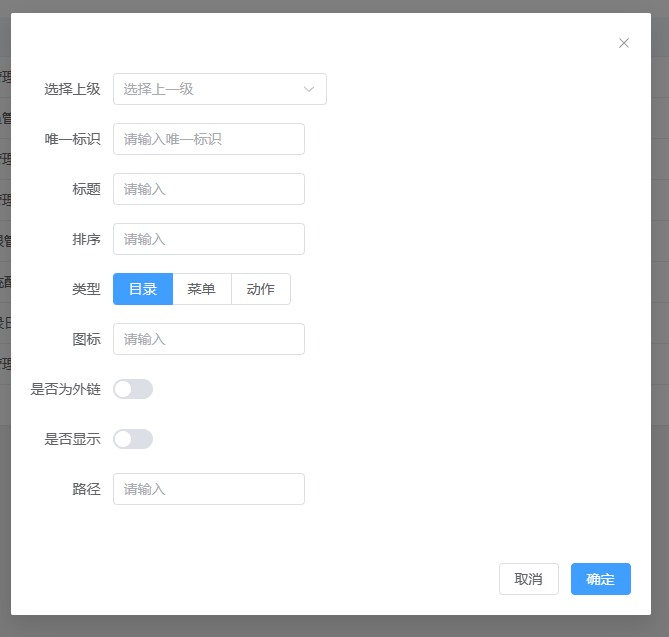 选择上级 选择上一级
唯一标识 请输入唯一标识
标题 请输入
排序 请输入
类型 目录 菜单 动作
图标 请输入
是否为外链
是否显示
路径 请输入
取消 确定